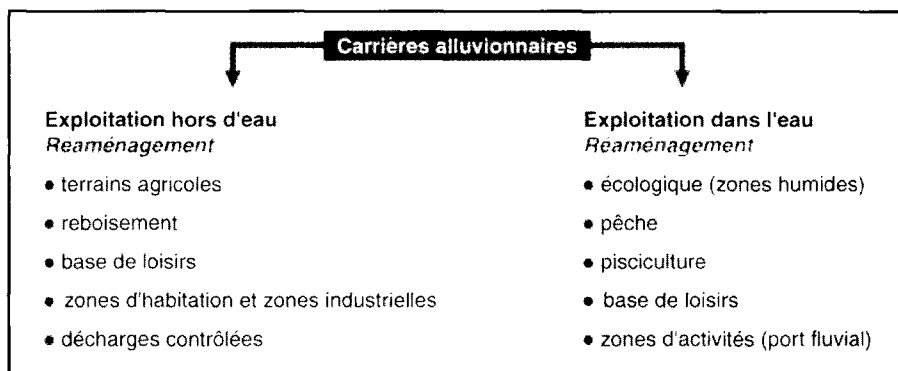 Carrières alluvionnaires
Exploitation hors d'eau
Réaménagement
• terrains agricoles
• reboisement
• base de loisirs
• zones d'habitation et zones industrielles
• décharges contrôlées
Exploitation dans l'eau
Réaménagement
• écologique (zones humides)
• pêche
• pisciculture
• base de loisirs
• zones d'activités (port fluvial)